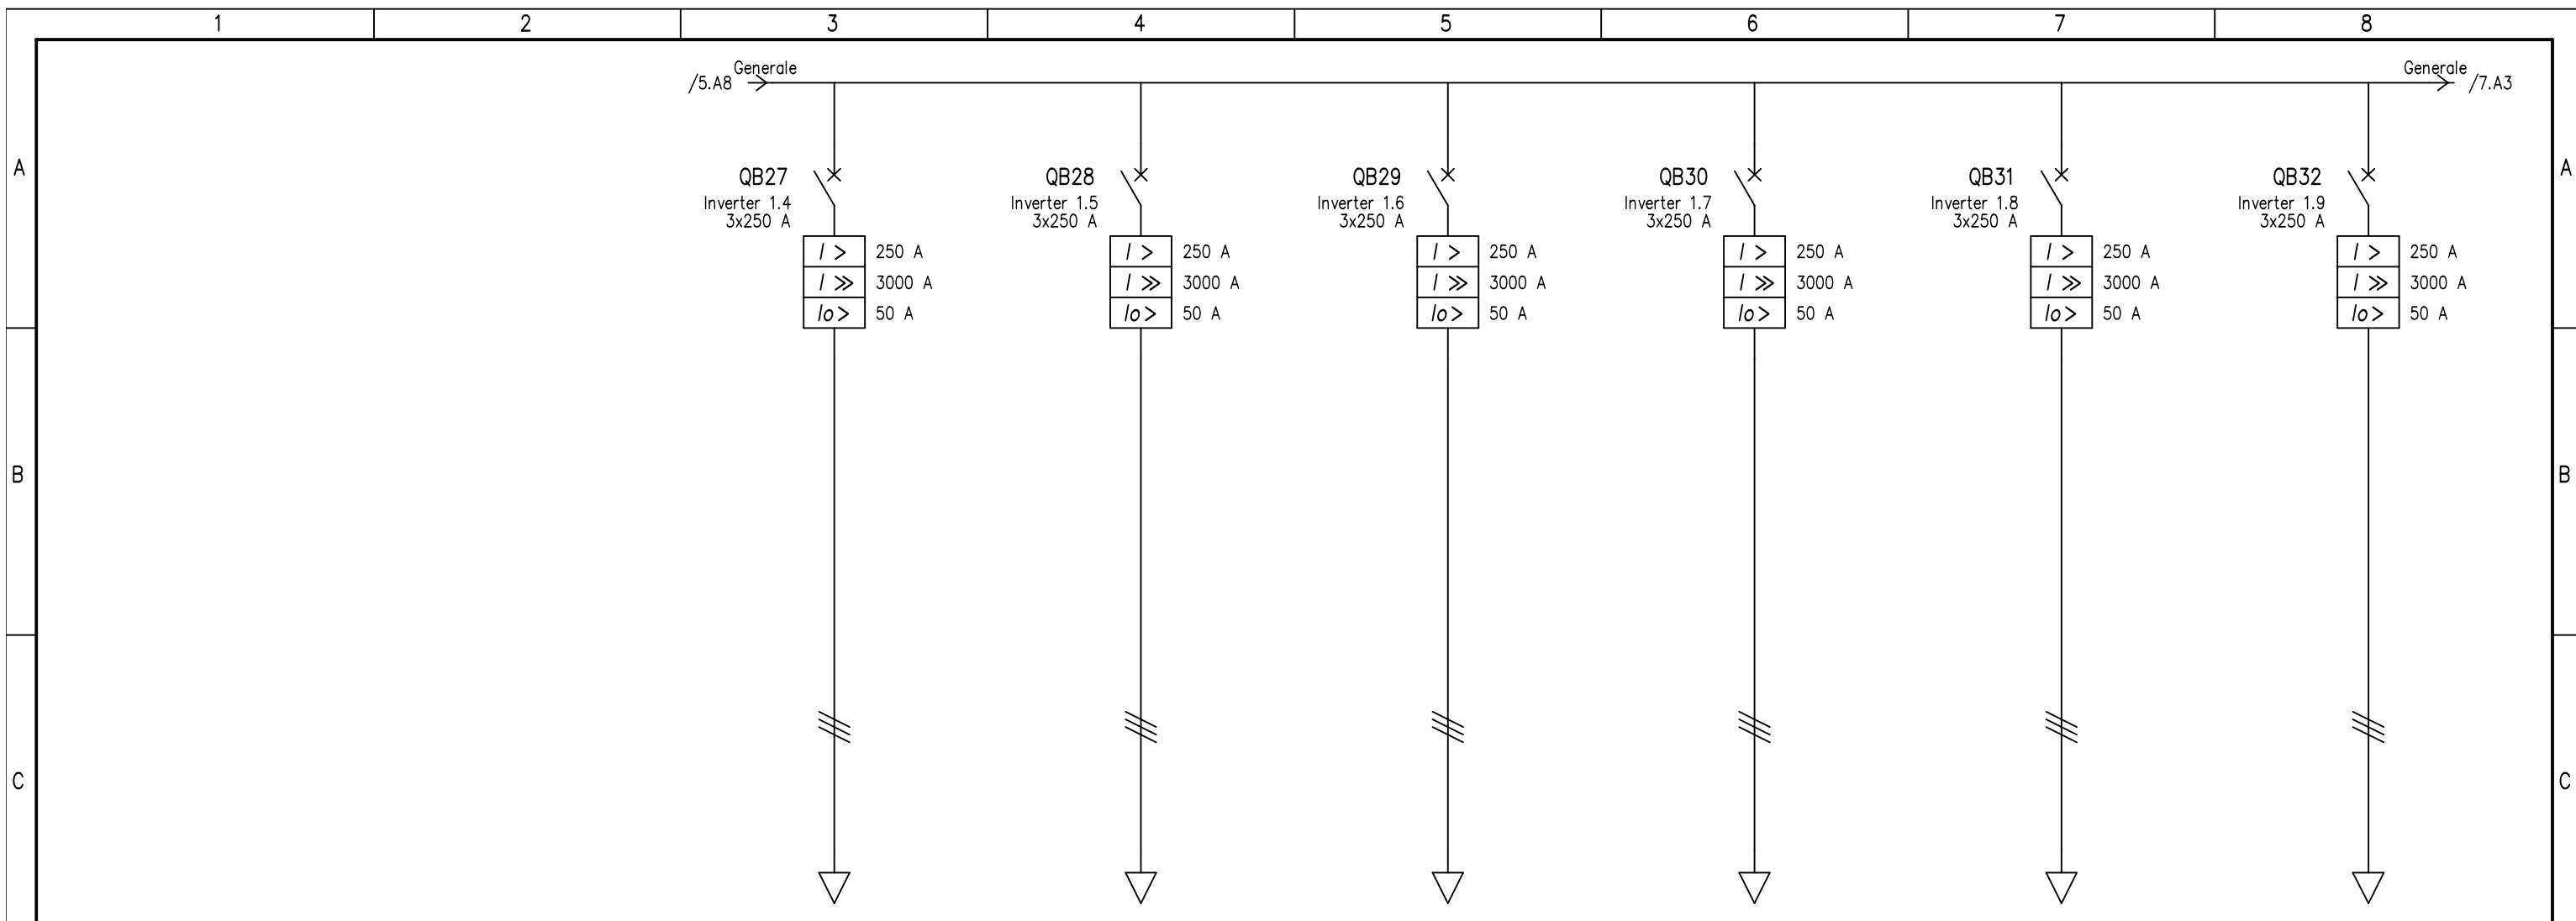 1 2 3 4 5 6 7 8
Generale Generale
/5.A8 /7.A3
A A
QB27 QB28 QB29 QB30 QB31 QB32
Inverter 1.4 Inverter 1.5 Inverter 1.6 Inverter 1.7 Inverter 1.8 Inverter 1.9
3x250 A 3x250 A 3x250 A 3x250 A 3x250 A 3x250 A
I > 250 A I > 250 A I > 250 A I > 250 A I > 250 A I > 250 A
I >> 3000 A I >> 3000 A I >> 3000 A I >> 3000 A I >> 3000 A I >> 3000 A
Io> 50 A Io> 50 A Io> 50 A Io> 50 A Io> 50 A Io> 50 A
B B
C C